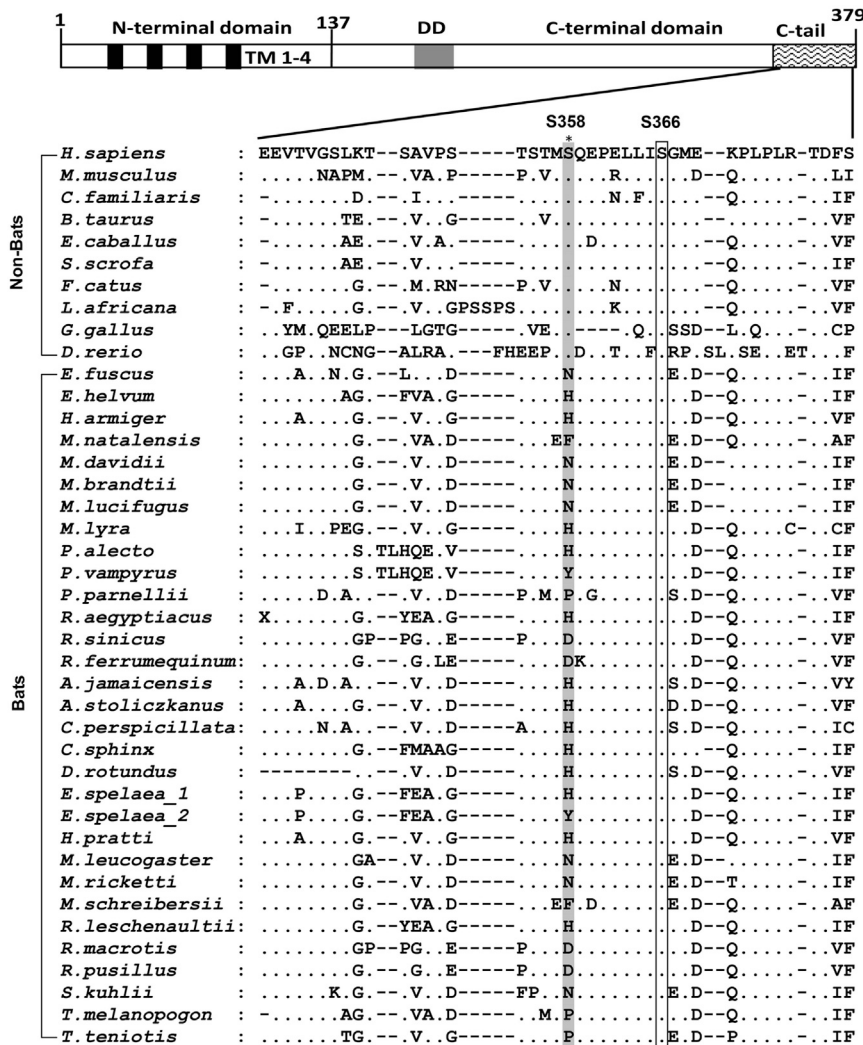 1 N-terminal domain 137 DD C-terminal domain C-tail 379
TM 1-4
S358 S366
*
Non-Bats
H.sapiens : EEVTVGSLKT--SAVPS-----TSTMSQEPELLISGME--KPLPLR-TDFS
M.musculus : .....NAPM.--.VA.P-----P.V.....R......D--Q.....-..LI
C.familiaris : -.......D.--.I...-----........N.F.....--Q.....-..IF
B.taurus : -......TE.--.V..G-----..V.............--......-..VF
E.caballus : .......AE.--.V.A.-----......D.........--Q.....-..VF
S.scrofa : -......AE.--.V...-----................--Q.....-..IF
F.catus : ........G.--.M.RN-----P.V.....N.......--Q.....-..VF
L.africana : -.F.....G.--.V..GPSSPS........K.......--Q.....-..VF
G.gallus : ..YM.QEELP--.LGTG-----.VE..-----.Q.SSD--L.Q...-..CP
D.rerio : ..GP.NCNG.--ALRA.---FHEEP..D..T..F.RP.SL.SE..ET...F
Bats
E.fuscus : ...A.N..G.--L...D-----....N........E.D--Q.....-..IF
E.helvum : .......AG.--FVA.G-----....H..........D--Q.....-..IF
H.armiger : ...A....G.--.V..G-----....H..........D--Q.....-..VF
M.natalensis : ........G.--.VA.D-----...EF........E.D--Q.....-..AF
M.davidii : ........G.--.V..D-----....N........E.D--......-..IF
M.brandtii : ........G.--.V..D-----....N........E.D--......-..IF
M.lucifugus : ........G.--.V..D-----....N........E.D--......-..IF
M.lyra : ...I..PEG.--.V..G-----....H..........D--Q....C-..CF
P.alecto : ........S.TLHQE.V-----....H..........D--Q.....-..IF
P.vampyrus : ........S.TLHQE.V-----....Y..........D--Q.....-..IF
P.parnellii : .....D.A..--.V..D-----P.M.P.G......S.D--Q.....-..VF
R.aegyptiacus : X.......G.--YEA.G-----....H..........D--Q.....-..IF
R.sinicus : ........GP--PG..E-----P...D..........D--Q.....-..VF
R.ferrumequinum: ........G.--.G.LE-----....DK.........D--Q.....-..VF
A.jamaicensis : ...A.D.A..--.V..D-----....H........S.D--Q.....-..VY
A.stoliczkanus : ...A....G.--.V..D-----....H........D.D--Q.....-..VF
C.perspicillata : .....N.A..--.V..D-----A...H........S.D--Q.....-..IC
C.sphinx : ........G.--FMAAG-----....H...........--Q.....-..IF
D.rotundus : --------..--.V..D-----....H........S.D--Q.....-..VF
E.spelaea_1 : ...P....G.--FEA.G-----....H..........D--Q.....-..IF
E.spelaea_2 : ...P....G.--FEA.G-----....Y..........D--Q.....-..IF
H.pratti : ...A....G.--.V..G-----....H..........D--Q.....-..VF
M.leucogaster : ........GA--.V..D-----....N........E.D--......-..IF
M.ricketti : ........G.--.V..D-----....N........E.D--T.....-..IF
M.schreibersii : ........G.--.VA.D-----...EF.D......E.D--Q.....-..AF
R.leschenaultii : ........G.--YEA.G-----....H..........D--Q.....-..IF
R.macrotis : ........GP--PG..E-----P...D..........D--Q.....-..VF
R.pusillus : ........G.--.G..E-----P...D..........D--Q.....-..VF
S.kuhlii : ......K.G.--.V..D-----FP..N........E.D--Q.....-..IF
T.melanopogon : -......AG.--.VA.D-----..M.P..........D--Q.....-..IF
T.teniotis : .......TG.--.V..G-----....P........E.D--P.....-..IF